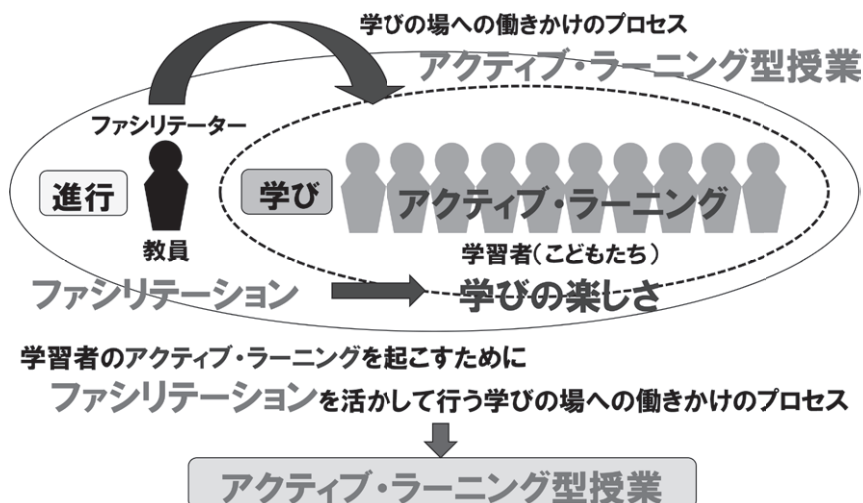 学びの場への働きかけのプロセス
アクティブ・ラーニング型授業
ファシリテーター
進行
学び
アクティブ・ラーニング
教員
学習者(こどもたち)
ファシリテーション
学びの楽しさ
学習者のアクティブ・ラーニングを起こすために
ファシリテーションを活かして行う学びの場への働きかけのプロセス
アクティブ・ラーニング型授業